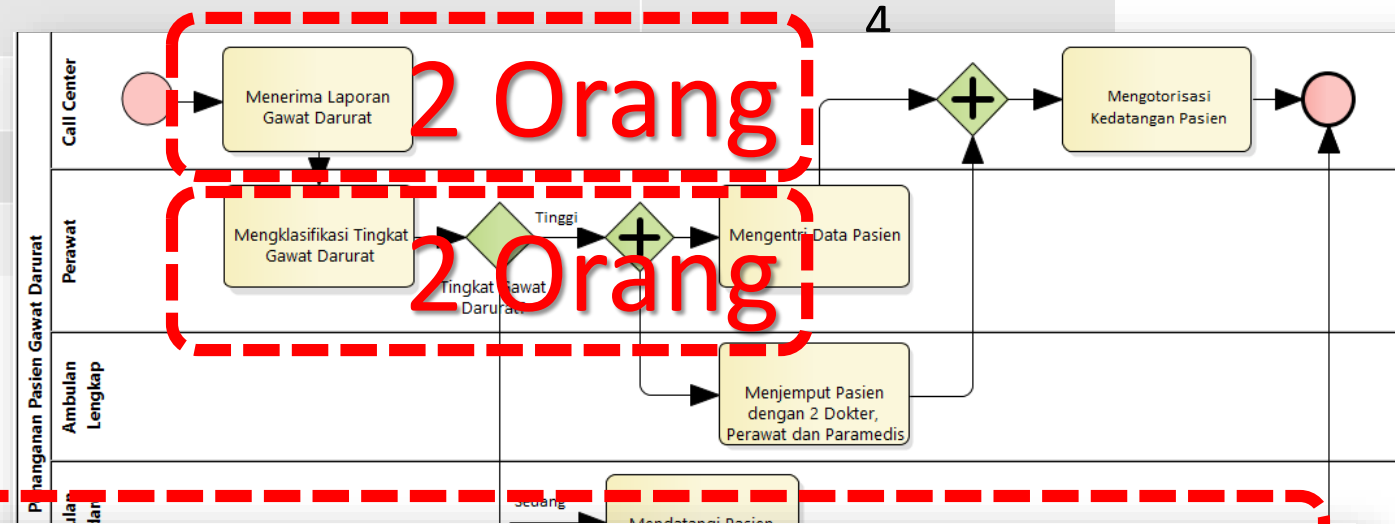 4
Penanganan Pasien Gawat Darurat
Call Center
Menerima Laporan
Gawat Darurat
2 Orang
Mengotorisasi
Kedatangan Pasien
Perawat
Mengklasifikasi Tingkat
Gawat Darurat
Tingkat Gawat
Darurat?
Tinggi
2 Orang
Mengentri Data Pasien
Ambulan
Lengkap
Menjemput Pasien
dengan 2 Dokter,
Perawat dan Paramedis
Sedang
Mendatangi Pasien